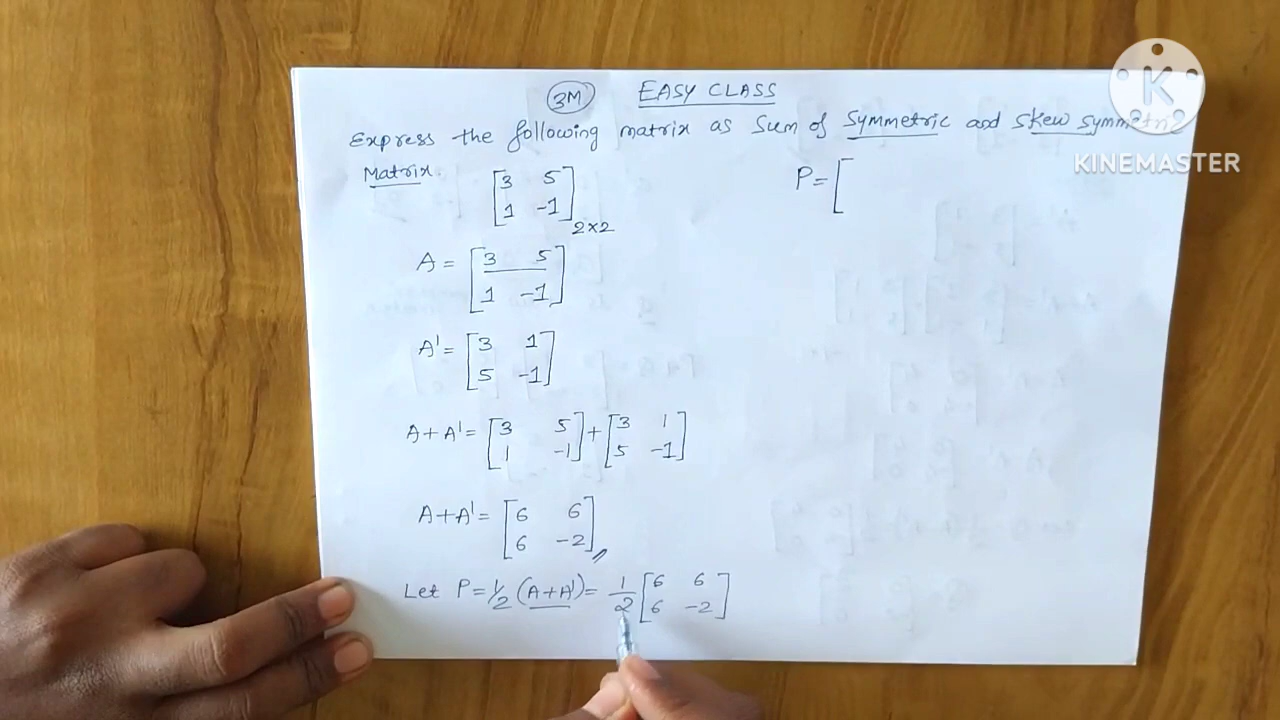 3M EASY CLASS
Express the following matrix as Sum of Symmetric and skew symmetri
Matrix. [3 5
1 -1] 2×2
A = [3 5
1 -1]
A' = [3 1
5 -1]
A + A' = [3 5
1 -1] + [3 1
5 -1]
A + A' = [6 6
6 -2]
Let P = 1/2 (A + A') = 1/2 [6 6
6 -2]
P = [
K
KINEMASTER